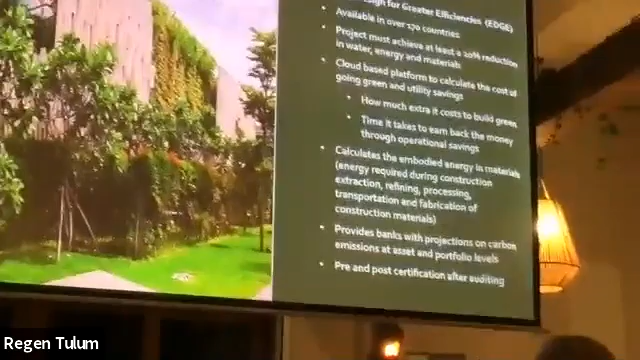 for Greater Efficiencies (EDGE)
Available in over 170 countries
Project must achieve at least a 20% reduction
in water, energy and materials
Cloud based platform to calculate the cost of
going green and utility savings
How much extra it costs to build green
Time it takes to earn back the money
through operational savings
Calculates the embodied energy in materials
(energy required during construction
extraction, refining, processing,
transportation and fabrication of
construction materials)
Provides banks with projections on carbon
emissions at asset and portfolio levels
Pre and post certification after auditing
Regen Tulum